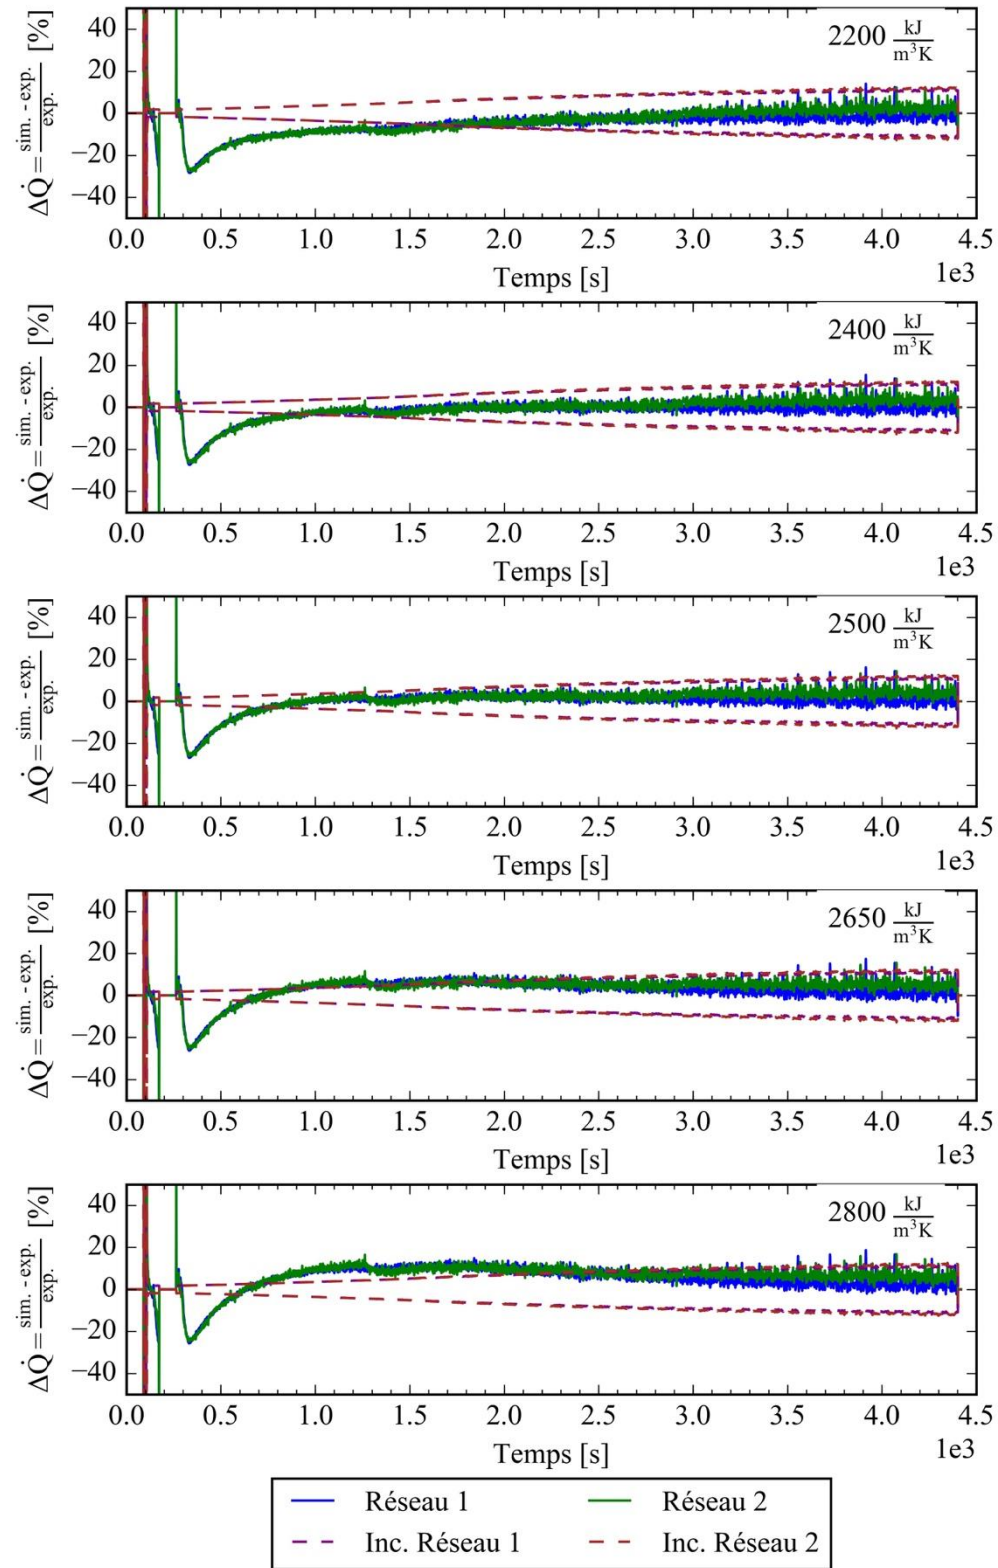 40
20
0
−20
−40
ΔQ̇ = sim. - exp. / exp. [%]
2200 kJ / m³K
0.0 0.5 1.0 1.5 2.0 2.5 3.0 3.5 4.0 4.5
Temps [s]
1e3
40
20
0
−20
−40
ΔQ̇ = sim. - exp. / exp. [%]
2400 kJ / m³K
0.0 0.5 1.0 1.5 2.0 2.5 3.0 3.5 4.0 4.5
Temps [s]
1e3
40
20
0
−20
−40
ΔQ̇ = sim. - exp. / exp. [%]
2500 kJ / m³K
0.0 0.5 1.0 1.5 2.0 2.5 3.0 3.5 4.0 4.5
Temps [s]
1e3
40
20
0
−20
−40
ΔQ̇ = sim. - exp. / exp. [%]
2650 kJ / m³K
0.0 0.5 1.0 1.5 2.0 2.5 3.0 3.5 4.0 4.5
Temps [s]
1e3
40
20
0
−20
−40
ΔQ̇ = sim. - exp. / exp. [%]
2800 kJ / m³K
0.0 0.5 1.0 1.5 2.0 2.5 3.0 3.5 4.0 4.5
Temps [s]
1e3
Réseau 1 Réseau 2
Inc. Réseau 1 Inc. Réseau 2